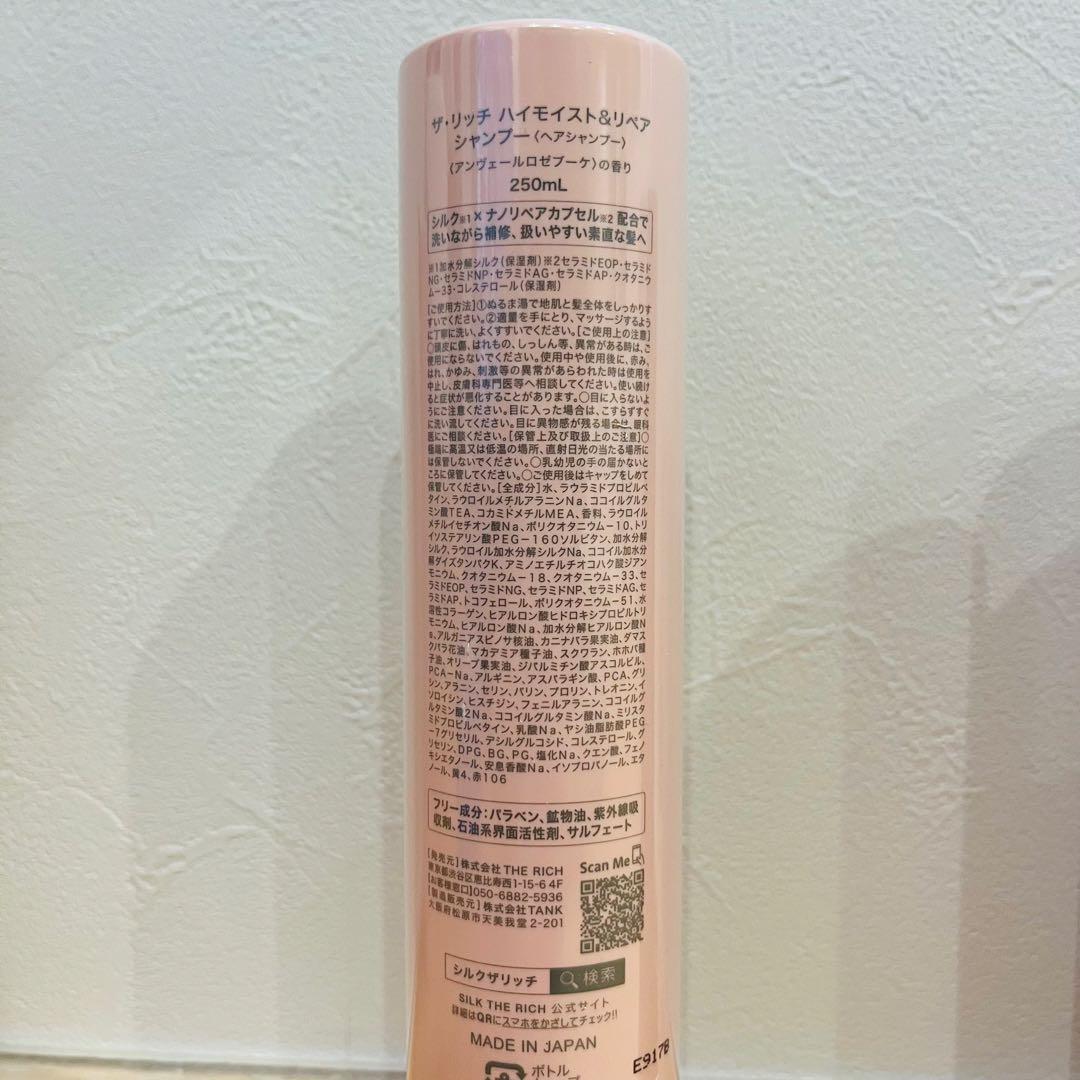 ザ・リッチ ハイモイスト&リペア
シャンプー〈ヘアシャンプー〉
〈アンヴェールロゼブーケ〉の香り
250mL
シルク※1×ナノリペアカプセル※2 配合で
洗いながら補修、扱いやすい素直な髪へ
※1加水分解シルク(保湿剤)※2セラミドEOP・セラミド
NG・セラミドNP・セラミドAG・セラミドAP・クオタニウ
ム-33・コレステロール(保湿剤)
[ご使用方法]①ぬるま湯で地肌と髪全体をしっかりす
すいでください。②適量を手にとり、マッサージするよう
に丁寧に洗い、よくすすいでください。[ご使用上の注意]
○頭皮に傷、はれもの、しっしん等、異常がある時は、ご
使用にならないでください。使用中や使用後に、赤み、
はれ、かゆみ、刺激等の異常があらわれた時は使用を
中止し、皮膚科専門医等へ相談してください。使い続け
ると症状が悪化することがあります。○目に入らないよ
うにご注意ください。目に入った場合は、こすらずすぐ
に洗い流してください。目に異物感が残る場合は、眼科
医にご相談ください。[保管上及び取扱上のご注意]○
極端に高温又は低温の場所、直射日光の当たる場所に
は保管しないでください。○乳幼児の手の届かないと
ころに保管してください。○ご使用後はキャップをしめて
保管してください。[全成分]水、ラウラミドプロピルベ
タイン、ラウロイルメチルアラニンNa、ココイルグルタ
ミン酸TEA、コカミドメチルMEA、香料、ラウロイル
メチルイセチオン酸Na、ポリクオタニウム-10、トリ
イソステアリン酸PEG-160ソルビタン、加水分解
シルク、ラウロイル加水分解シルクNa、ココイル加水分
解ダイズタンパクK、アミノエチルチオコハク酸ジアン
モニウム、クオタニウム-18、クオタニウム-33、セ
ラミドEOP、セラミドNG、セラミドNP、セラミドAG、セ
ラミドAP、トコフェロール、ポリクオタニウム-51、水
溶性コラーゲン、ヒアルロン酸ヒドロキシプロピルトリ
モニウム、ヒアルロン酸Na、加水分解ヒアルロン酸N
a、アルガニアスピノサ核油、カニナバラ果実油、ダマス
クバラ花油、マカデミア種子油、スクワラン、ホホバ種
子油、オリーブ果実油、ジパルミチン酸アスコルビル、
PCA-Na、アルギニン、アスパラギン酸、PCA、グリ
シン、アラニン、セリン、バリン、プロリン、トレオニン、イ
ソロイシン、ヒスチジン、フェニルアラニン、ココイルグ
ルタミン酸2Na、ココイルグルタミン酸Na、ミリスタ
ミドプロピルベタイン、乳酸Na、ヤシ油脂肪酸PEG
-7グリセリル、デシルグルコシド、コレステロール、グ
リセリン、DPG、BG、PG、塩化Na、クエン酸、フェノ
キシエタノール、安息香酸Na、イソプロパノール、エタ
ノール、黄4、赤106
フリー成分:パラベン、鉱物油、紫外線吸
収剤、石油系界面活性剤、サルフェート
[発売元]株式会社 THE RICH
東京都渋谷区恵比寿西1-15-6 4F
[お客様窓口]050-6882-5936
[製造販売元]株式会社TANK
大阪府松原市天美我堂2-201
Scan Me
シルクザリッチ 検索
SILK THE RICH 公式サイト
詳細はQRにスマホをかざしてチェック!!
MADE IN JAPAN
ボトル
E917B